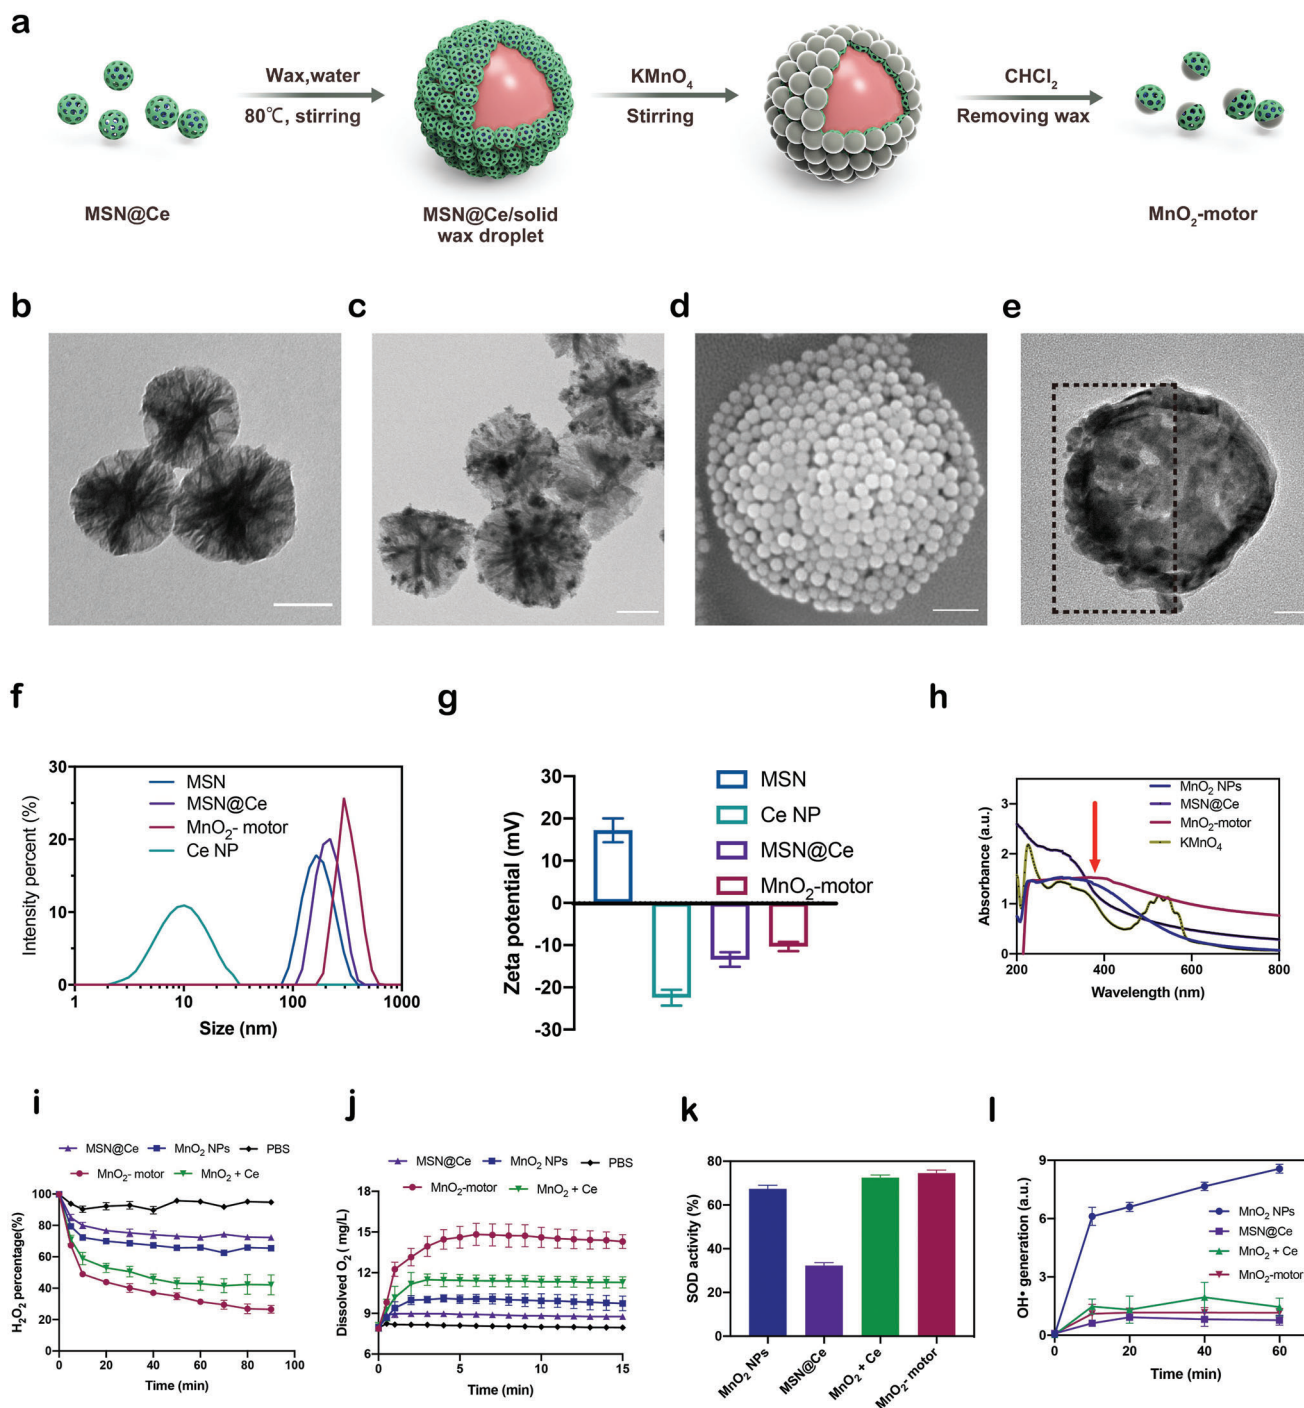 a
Wax,water
80℃, stirring
KMnO₄
Stirring
CHCl₂
Removing wax
MSN@Ce
MSN@Ce/solid
wax droplet
MnO₂-motor
b
c
d
e
f
Intensity percent (%)
30
20
10
0
1
10
100
1000
Size (nm)
MSN
MSN@Ce
MnO₂- motor
Ce NP
g
Zeta potential (mV)
30
20
10
0
-10
-20
-30
MSN
Ce NP
MSN@Ce
MnO₂-motor
h
Absorbance (a.u.)
3
2
1
0
200
400
600
800
Wavelength (nm)
MnO₂ NPs
MSN@Ce
MnO₂-motor
KMnO₄
i
MSN@Ce
MnO₂ NPs
PBS
MnO₂- motor
MnO₂ + Ce
H₂O₂ percentage(%)
100
80
60
40
20
0
0
20
40
60
80
100
Time (min)
j
MSN@Ce
MnO₂ NPs
PBS
MnO₂-motor
MnO₂ + Ce
Dissolved O₂ ( mg/L)
18
15
12
9
6
0
5
10
15
Time (min)
k
SOD activity (%)
80
60
40
20
0
MnO₂ NPs
MSN@Ce
MnO₂ + Ce
MnO₂- motor
l
OH• generation (a.u.)
9
6
3
0
0
20
40
60
Time (min)
MnO₂ NPs
MSN@Ce
MnO₂ + Ce
MnO₂-motor